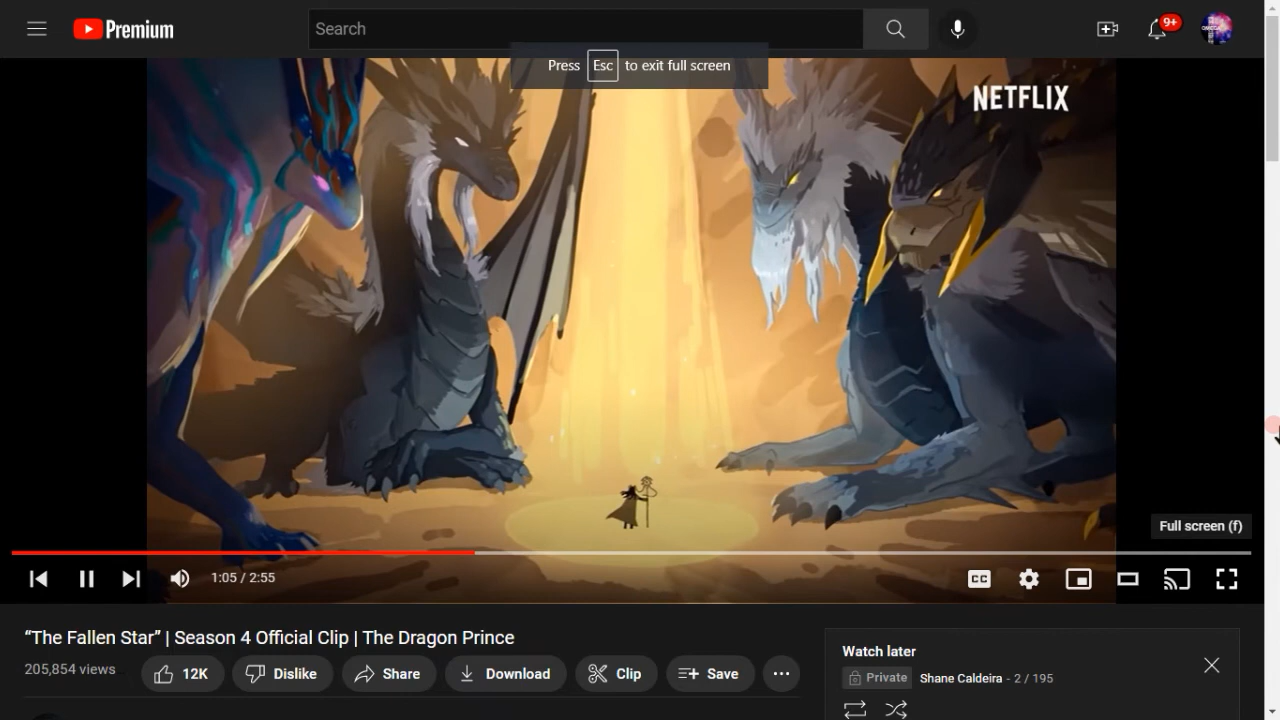 Premium
Search
9+
Press Esc to exit full screen
NETFLIX
Full screen (f)
1:05 / 2:55
CC
“The Fallen Star” | Season 4 Official Clip | The Dragon Prince
205,854 views
12K
Dislike
Share
Download
Clip
Save
Watch later
Private Shane Caldeira - 2 / 195